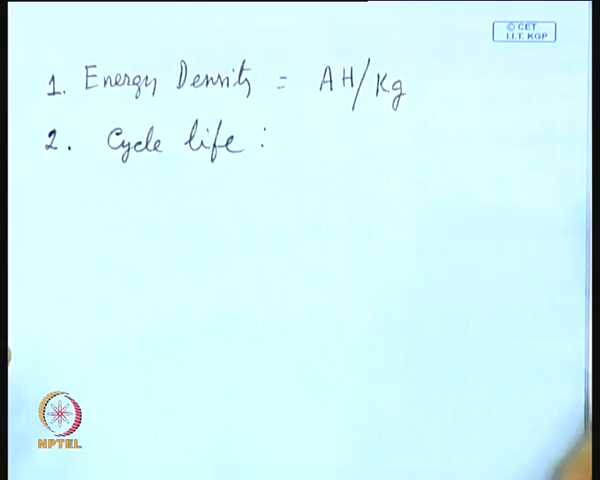 © CET
I.I.T. KGP
1. Energy Density = AH/Kg
2. Cycle life :
NPTEL